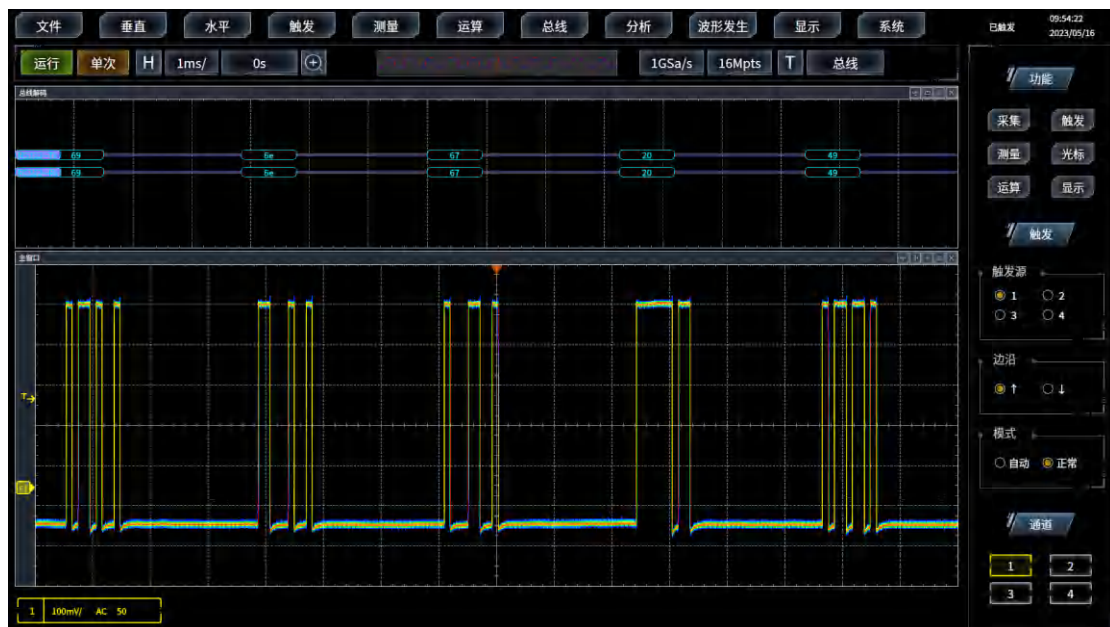 文件 垂直 水平 触发 测量 运算 总线 分析 波形发生 显示 系统 已触发 09:54:22
2023/05/16
运行 单次 H 1ms/ 0s 1GSa/s 16Mpts T 总线
功能
总线解码
采集 触发
测量 光标
运算 显示
69 6e 67 20 49
69 6e 67 20 49
触发
主窗口
触发源
1 2
3 4
边沿
↑ ↓
T
模式
自动 正常
通道
1 2
3 4
1 100mV/ AC 50